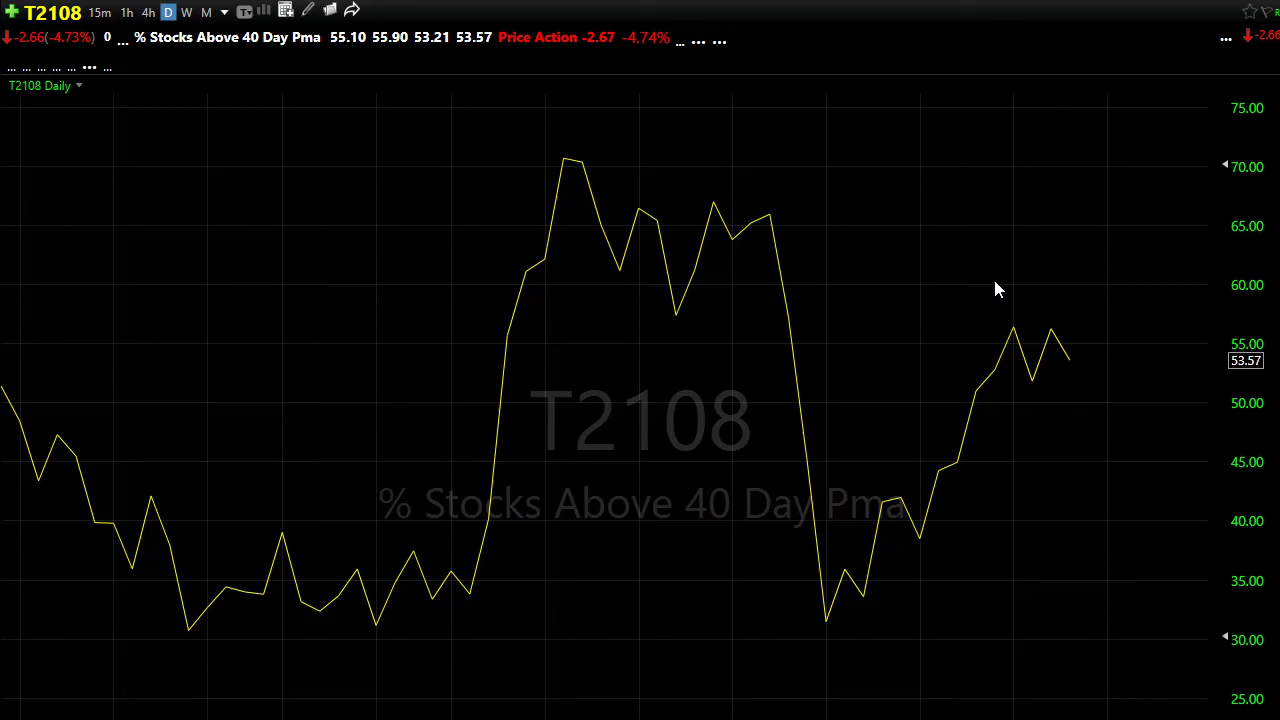 T2108 15m 1h 4h D W M T
-2.66(-4.73%) 0 ... % Stocks Above 40 Day Pma 55.10 55.90 53.21 53.57 Price Action -2.67 -4.74% ... ... ... ... -2.66
... ... ... ... ... ... ...
T2108 Daily
75.00
70.00
65.00
60.00
55.00
53.57
50.00
T2108
45.00
% Stocks Above 40 Day Pma
40.00
35.00
30.00
25.00